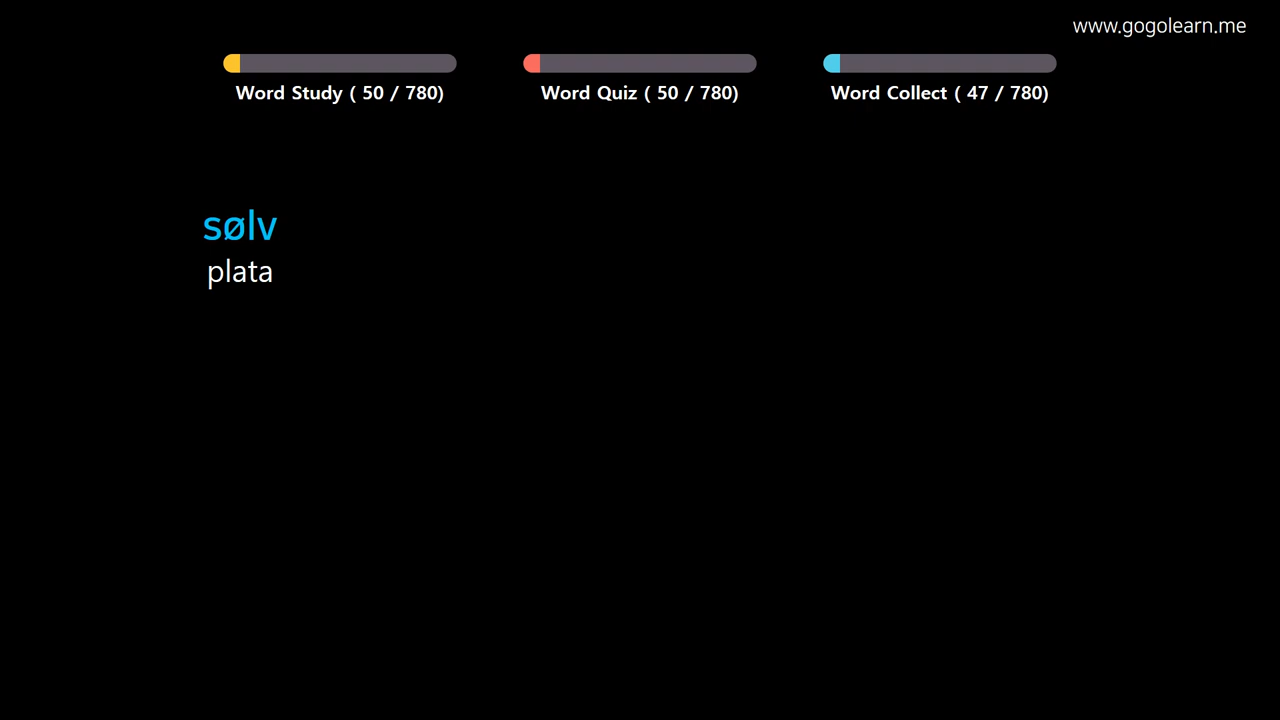 www.gogolearn.me
Word Study ( 50 / 780)
Word Quiz ( 50 / 780)
Word Collect ( 47 / 780)
sølv
plata